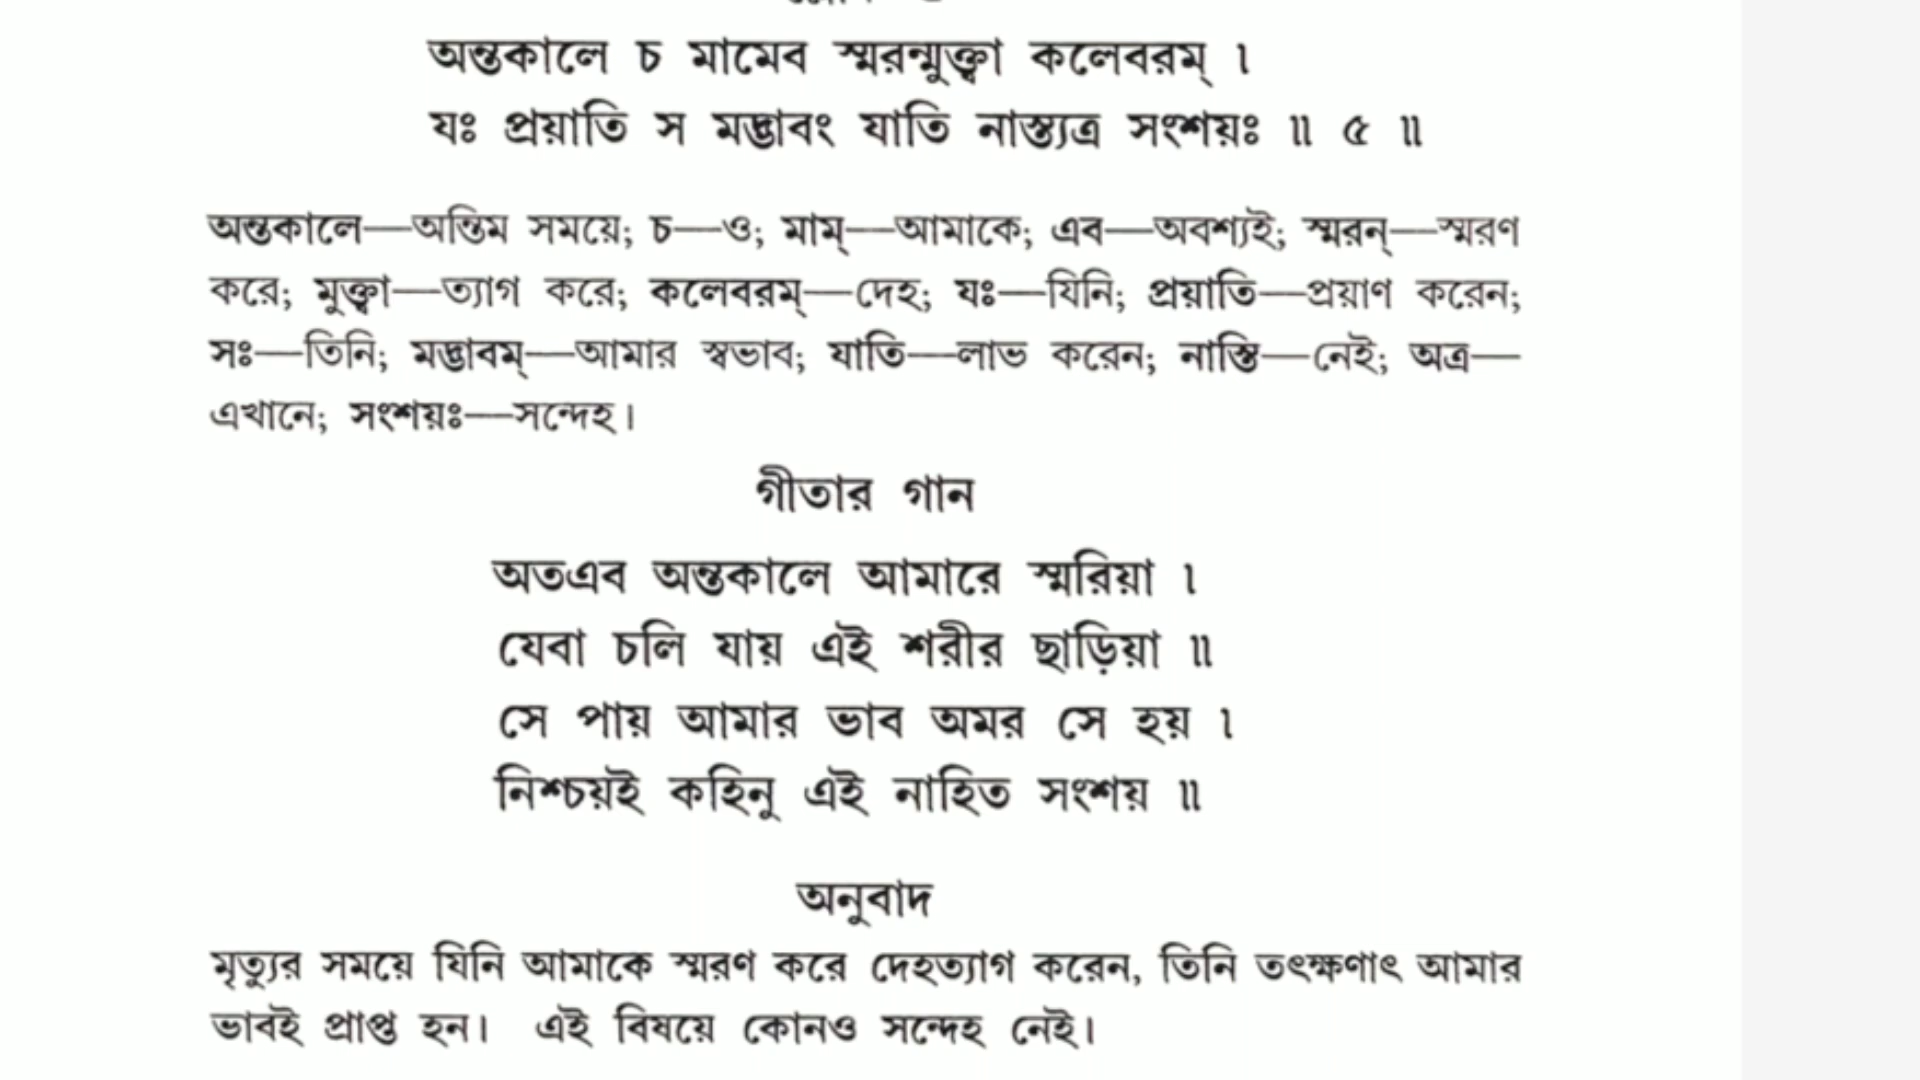 অন্তকালে চ মামেব স্মরন্মুক্ত্বা কলেবরম্ ।
যঃ প্রয়াতি স মদ্ভাবং যাতি নাস্ত্যত্র সংশয়ঃ ॥ ৫ ॥
অন্তকালে—অন্তিম সময়ে; চ—ও; মাম্—আমাকে; এব—অবশ্যই; স্মরন্—স্মরণ
করে; মুক্ত্বা—ত্যাগ করে; কলেবরম্—দেহ; যঃ—যিনি; প্রয়াতি—প্রয়াণ করেন;
সঃ—তিনি; মদ্ভাবম্—আমার স্বভাব; যাতি—লাভ করেন; নাস্তি—নেই; অত্র—
এখানে; সংশয়ঃ—সন্দেহ।
গীতার গান
অতএব অন্তকালে আমারে স্মরিয়া ।
যেবা চলি যায় এই শরীর ছাড়িয়া ॥
সে পায় আমার ভাব অমর সে হয় ।
নিশ্চয়ই কহিনু এই নাহিত সংশয় ॥
অনুবাদ
মৃত্যুর সময়ে যিনি আমাকে স্মরণ করে দেহত্যাগ করেন, তিনি তৎক্ষণাৎ আমার
ভাবই প্রাপ্ত হন। এই বিষয়ে কোনও সন্দেহ নেই।